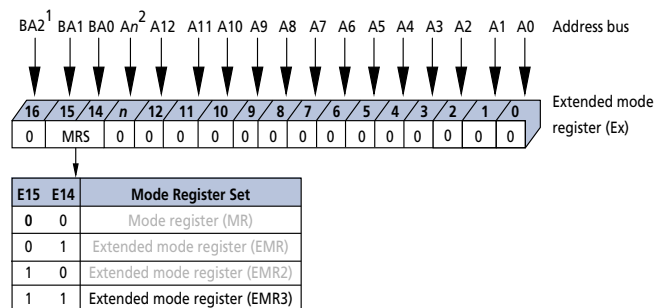 BA2¹ BA1 BA0 An² A12 A11 A10 A9 A8 A7 A6 A5 A4 A3 A2 A1 A0 Address bus
16 15 14 n 12 11 10 9 8 7 6 5 4 3 2 1 0 Extended mode
register (Ex)
0 MRS 0 0 0 0 0 0 0 0 0 0 0 0 0 0
E15 E14 Mode Register Set
0 0 Mode register (MR)
0 1 Extended mode register (EMR)
1 0 Extended mode register (EMR2)
1 1 Extended mode register (EMR3)